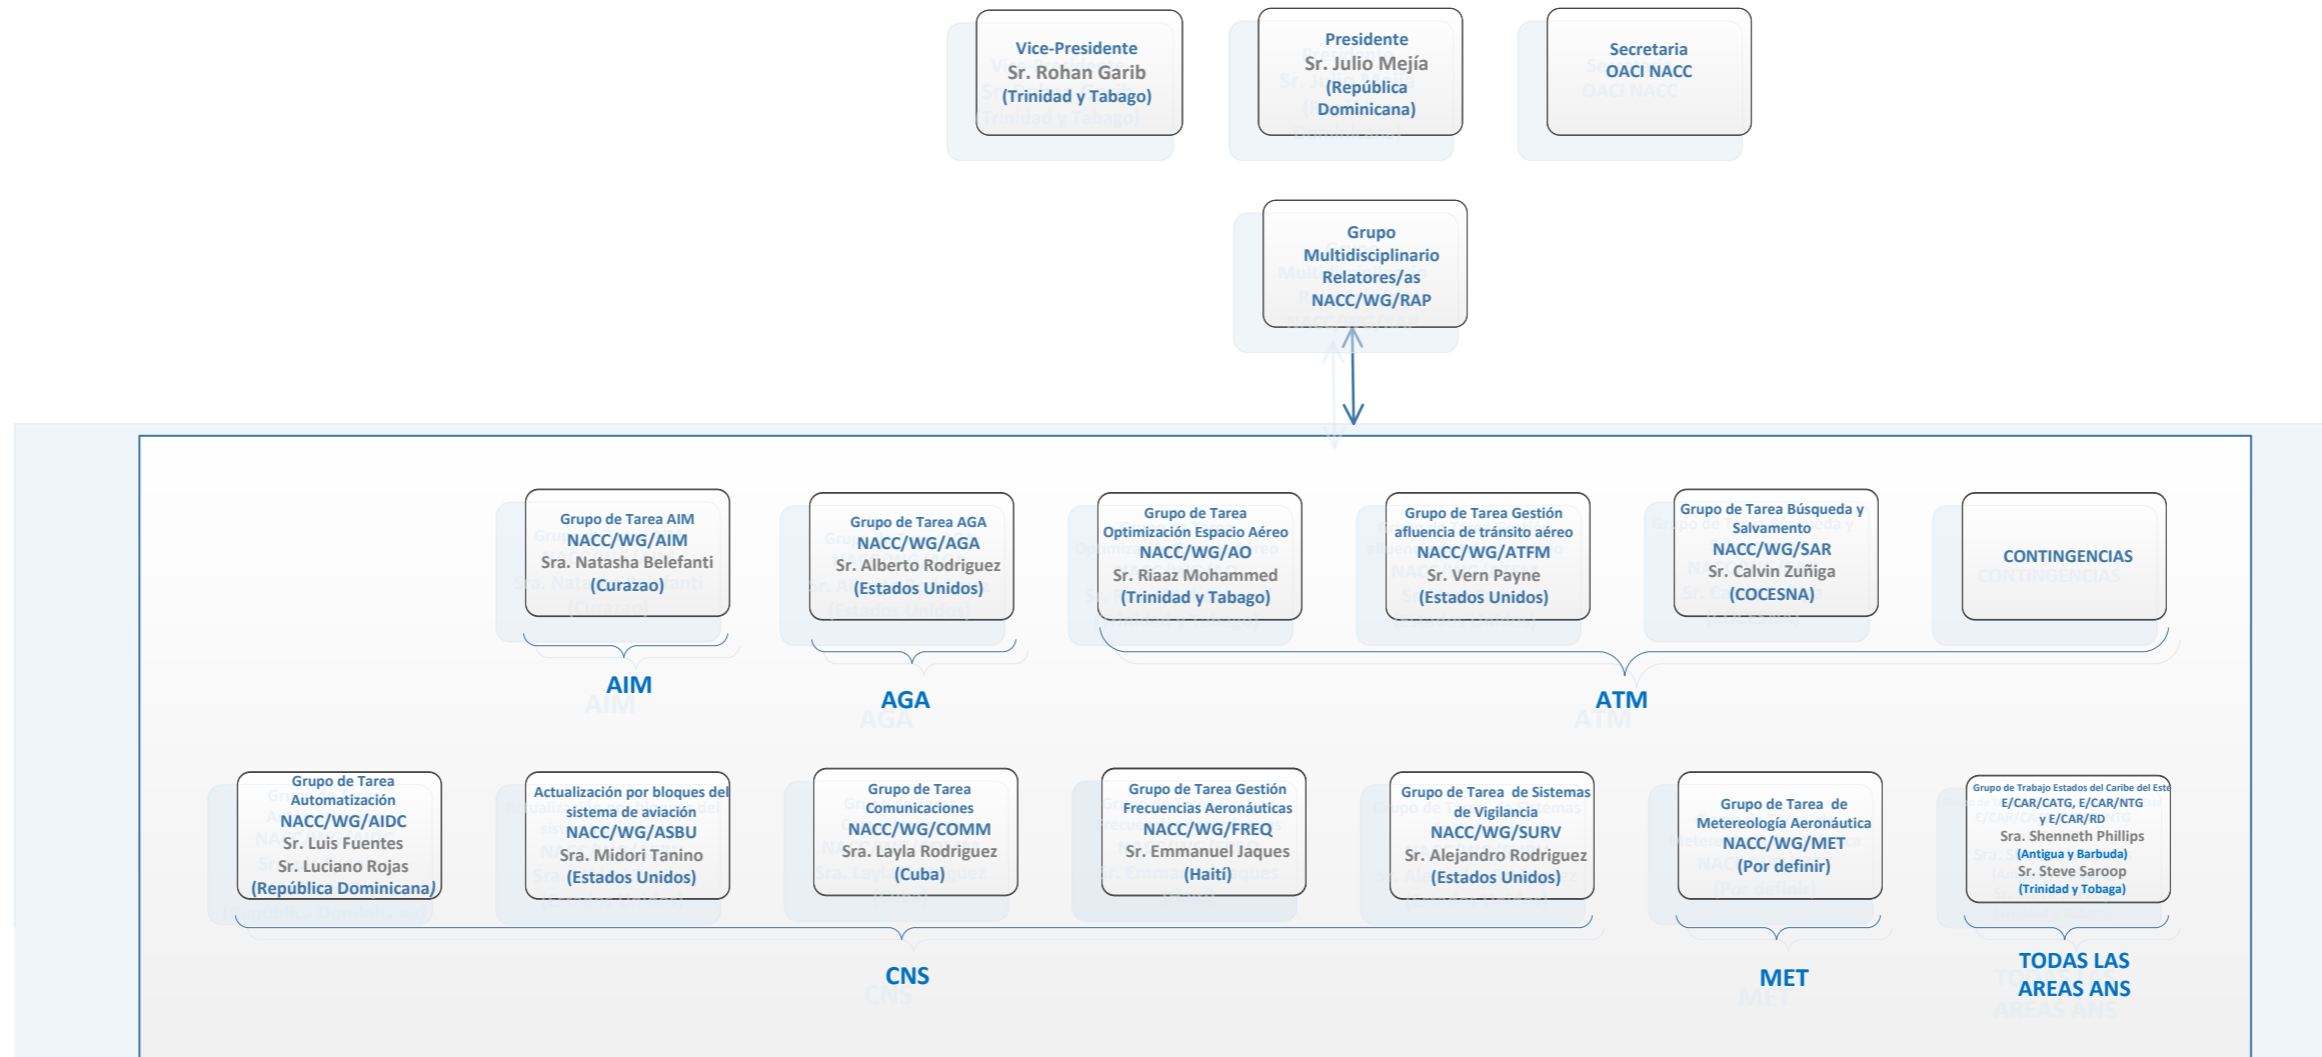 Vice-Presidente
Sr. Rohan Garib
(Trinidad y Tabago)
Presidente
Sr. Julio Mejía
(República
Dominicana)
Secretaria
OACI NACC
Grupo
Multidisciplinario
Relatores/as
NACC/WG/RAP
Grupo de Tarea AIM
NACC/WG/AIM
Sra. Natasha Belefanti
(Curazao)
Grupo de Tarea AGA
NACC/WG/AGA
Sr. Alberto Rodriguez
(Estados Unidos)
Grupo de Tarea
Optimización Espacio Aéreo
NACC/WG/AO
Sr. Riaaz Mohammed
(Trinidad y Tabago)
Grupo de Tarea Gestión
afluencia de tránsito aéreo
NACC/WG/ATFM
Sr. Vern Payne
(Estados Unidos)
Grupo de Tarea Búsqueda y
Salvamento
NACC/WG/SAR
Sr. Calvin Zuñiga
(COCESNA)
CONTINGENCIAS
AIM
AGA
ATM
Grupo de Tarea
Automatización
NACC/WG/AIDC
Sr. Luis Fuentes
Sr. Luciano Rojas
(República Dominicana)
Actualización por bloques del
sistema de aviación
NACC/WG/ASBU
Sra. Midori Tanino
(Estados Unidos)
Grupo de Tarea
Comunicaciones
NACC/WG/COMM
Sra. Layla Rodriguez
(Cuba)
Grupo de Tarea Gestión
Frecuencias Aeronáuticas
NACC/WG/FREQ
Sr. Emmanuel Jaques
(Haití)
Grupo de Tarea de Sistemas
de Vigilancia
NACC/WG/SURV
Sr. Alejandro Rodriguez
(Estados Unidos)
Grupo de Tarea de
Metereología Aeronáutica
NACC/WG/MET
(Por definir)
Grupo de Trabajo Estados del Caribe del Este
E/CAR/CATG, E/CAR/NTG
y E/CAR/RD
Sra. Shenneth Phillips
(Antigua y Barbuda)
Sr. Steve Saroop
(Trinidad y Tobaga)
CNS
MET
TODAS LAS
AREAS ANS